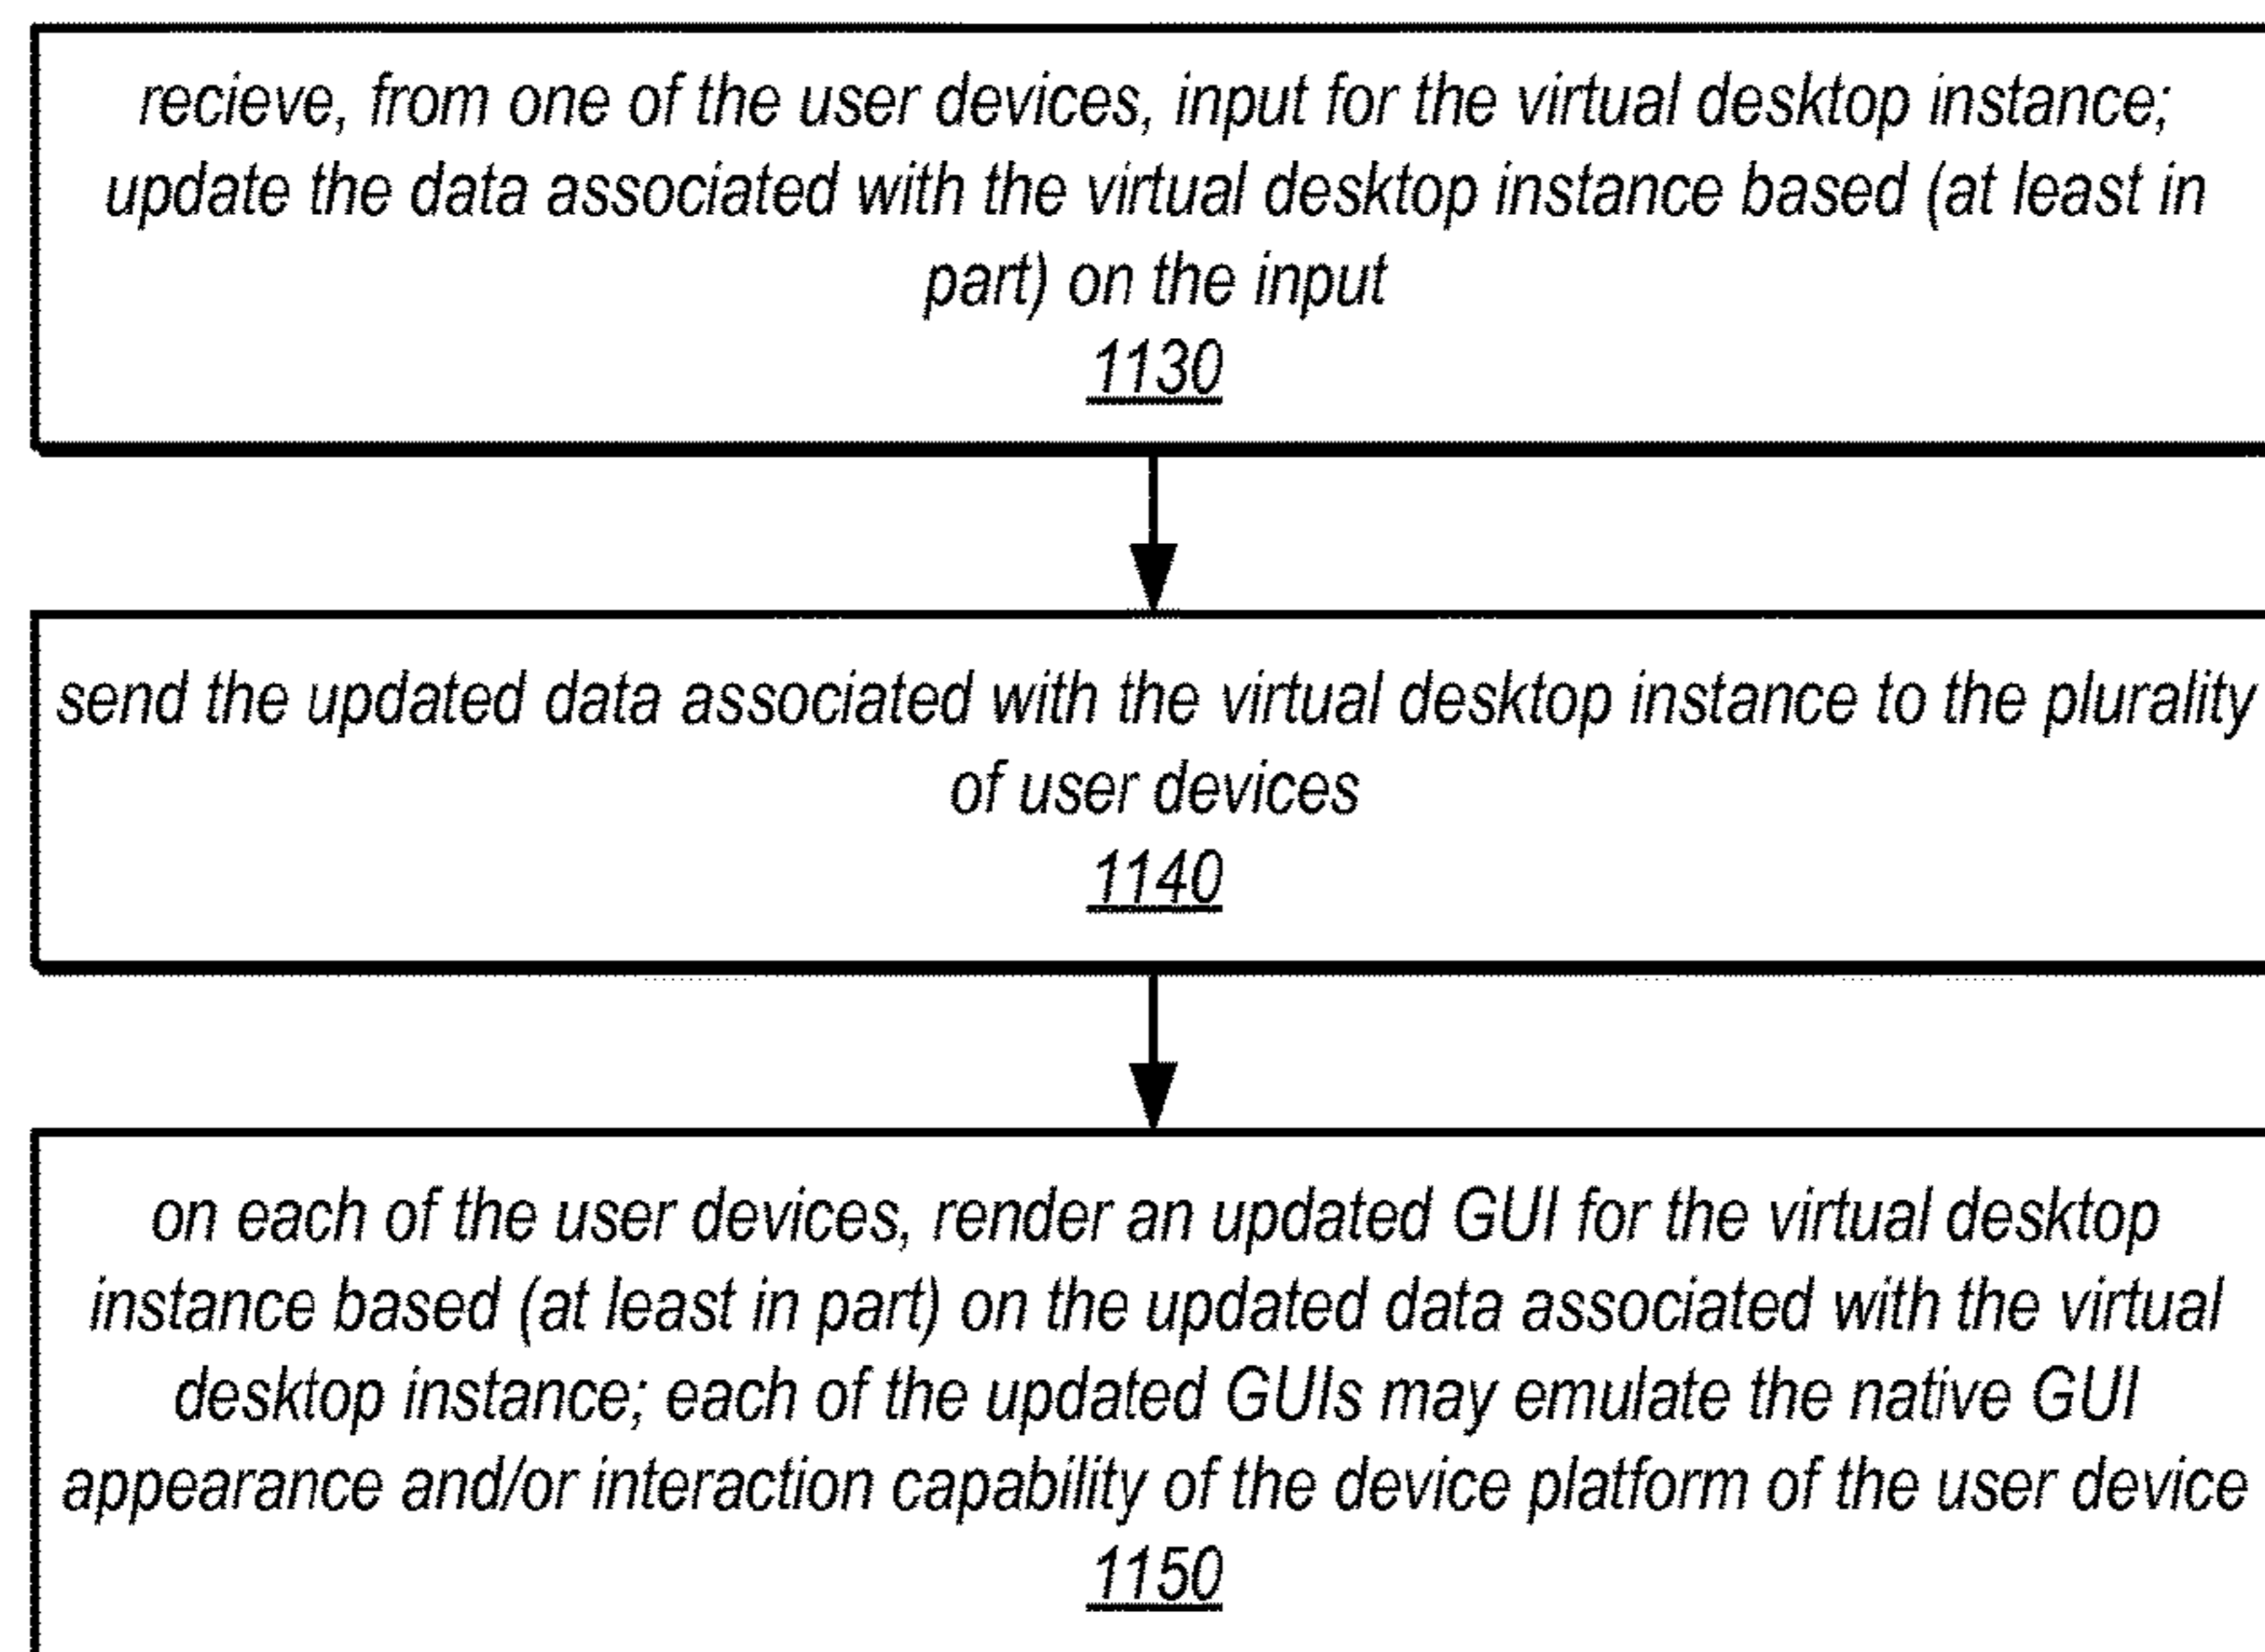 recieve, from one of the user devices, input for the virtual desktop instance;
update the data associated with the virtual desktop instance based (at least in
part) on the input
1130
send the updated data associated with the virtual desktop instance to the plurality
of user devices
1140
on each of the user devices, render an updated GUI for the virtual desktop
instance based (at least in part) on the updated data associated with the virtual
desktop instance; each of the updated GUIs may emulate the native GUI
appearance and/or interaction capability of the device platform of the user device
1150